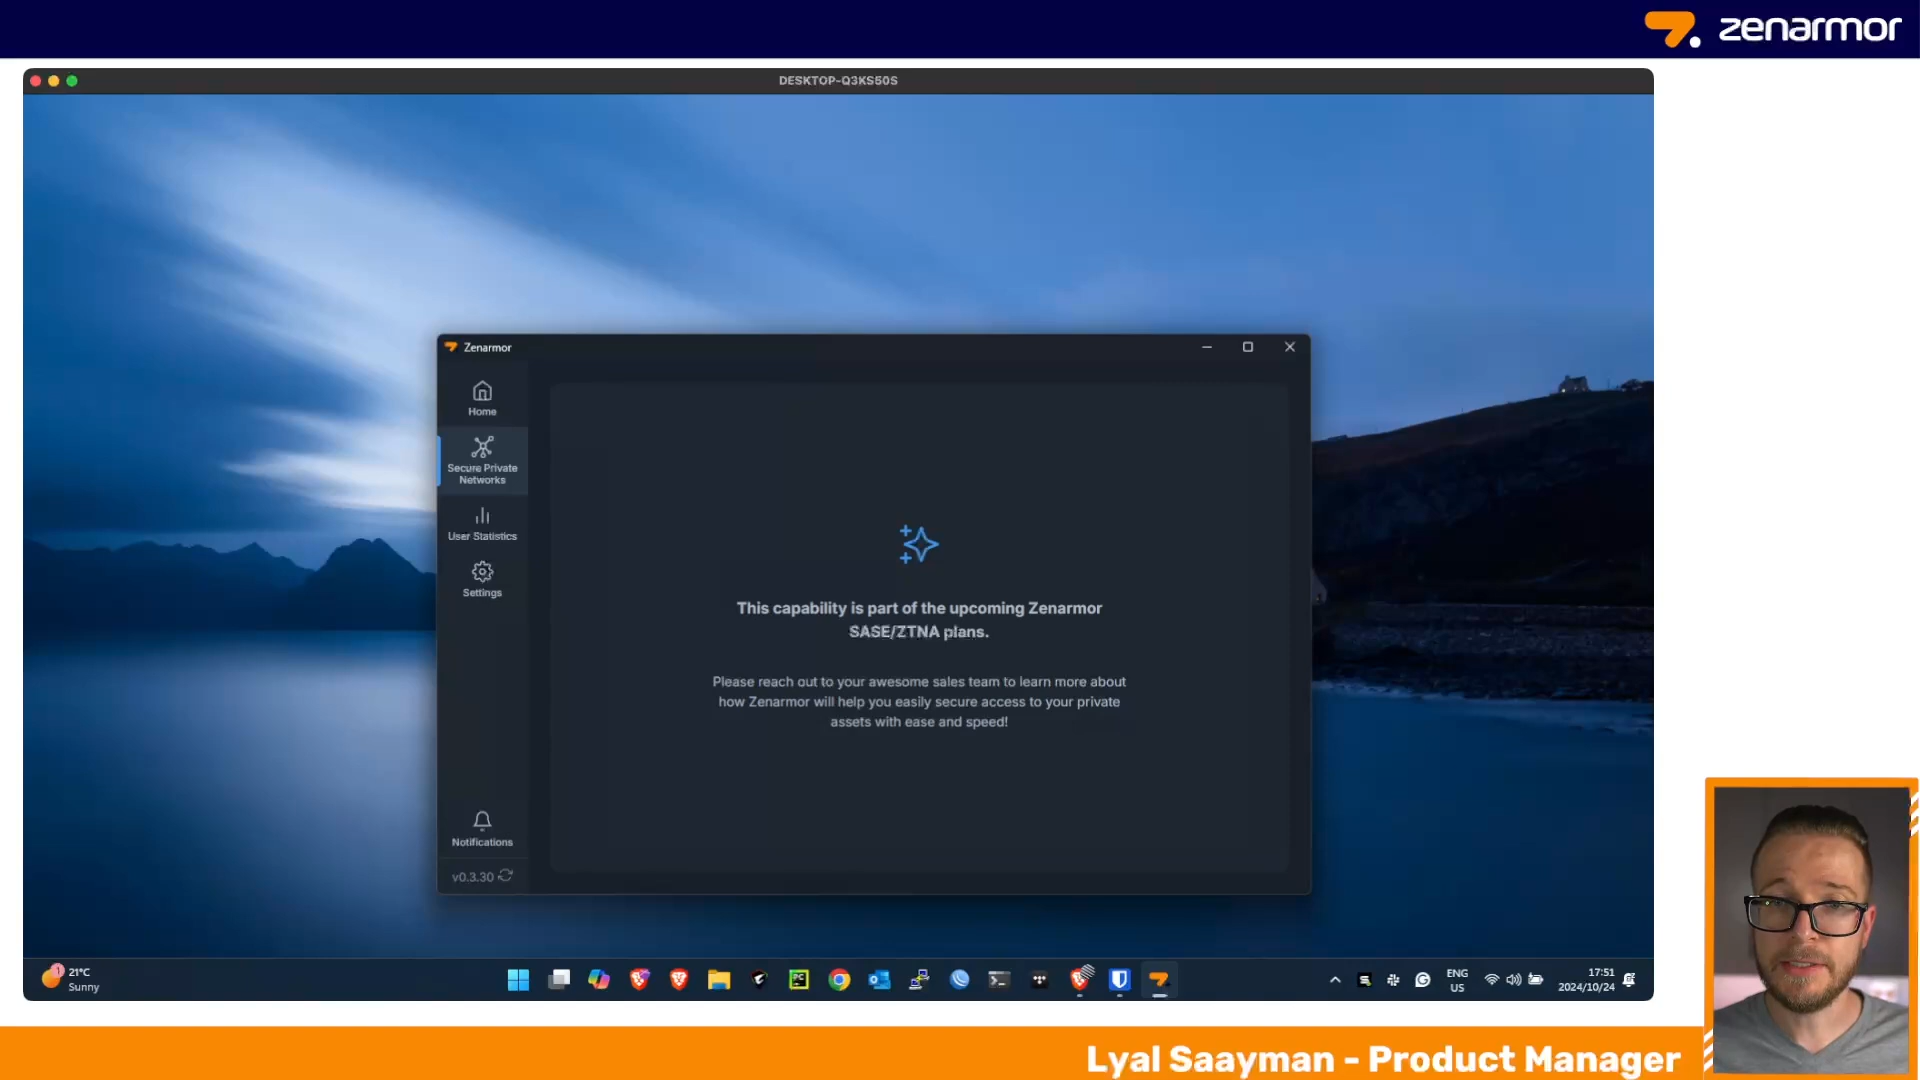 zenarmor
DESKTOP-Q3KS50S
Zenarmor
Home
Secure Private
Networks
User Statistics
Settings
This capability is part of the upcoming Zenarmor
SASE/ZTNA plans.
Please reach out to your awesome sales team to learn more about
how Zenarmor will help you easily secure access to your private
assets with ease and speed!
Notifications
v0.3.30
1
21°C
Sunny
PC
ENG
US
17:51
2024/10/24
Lyal Saayman - Product Manager